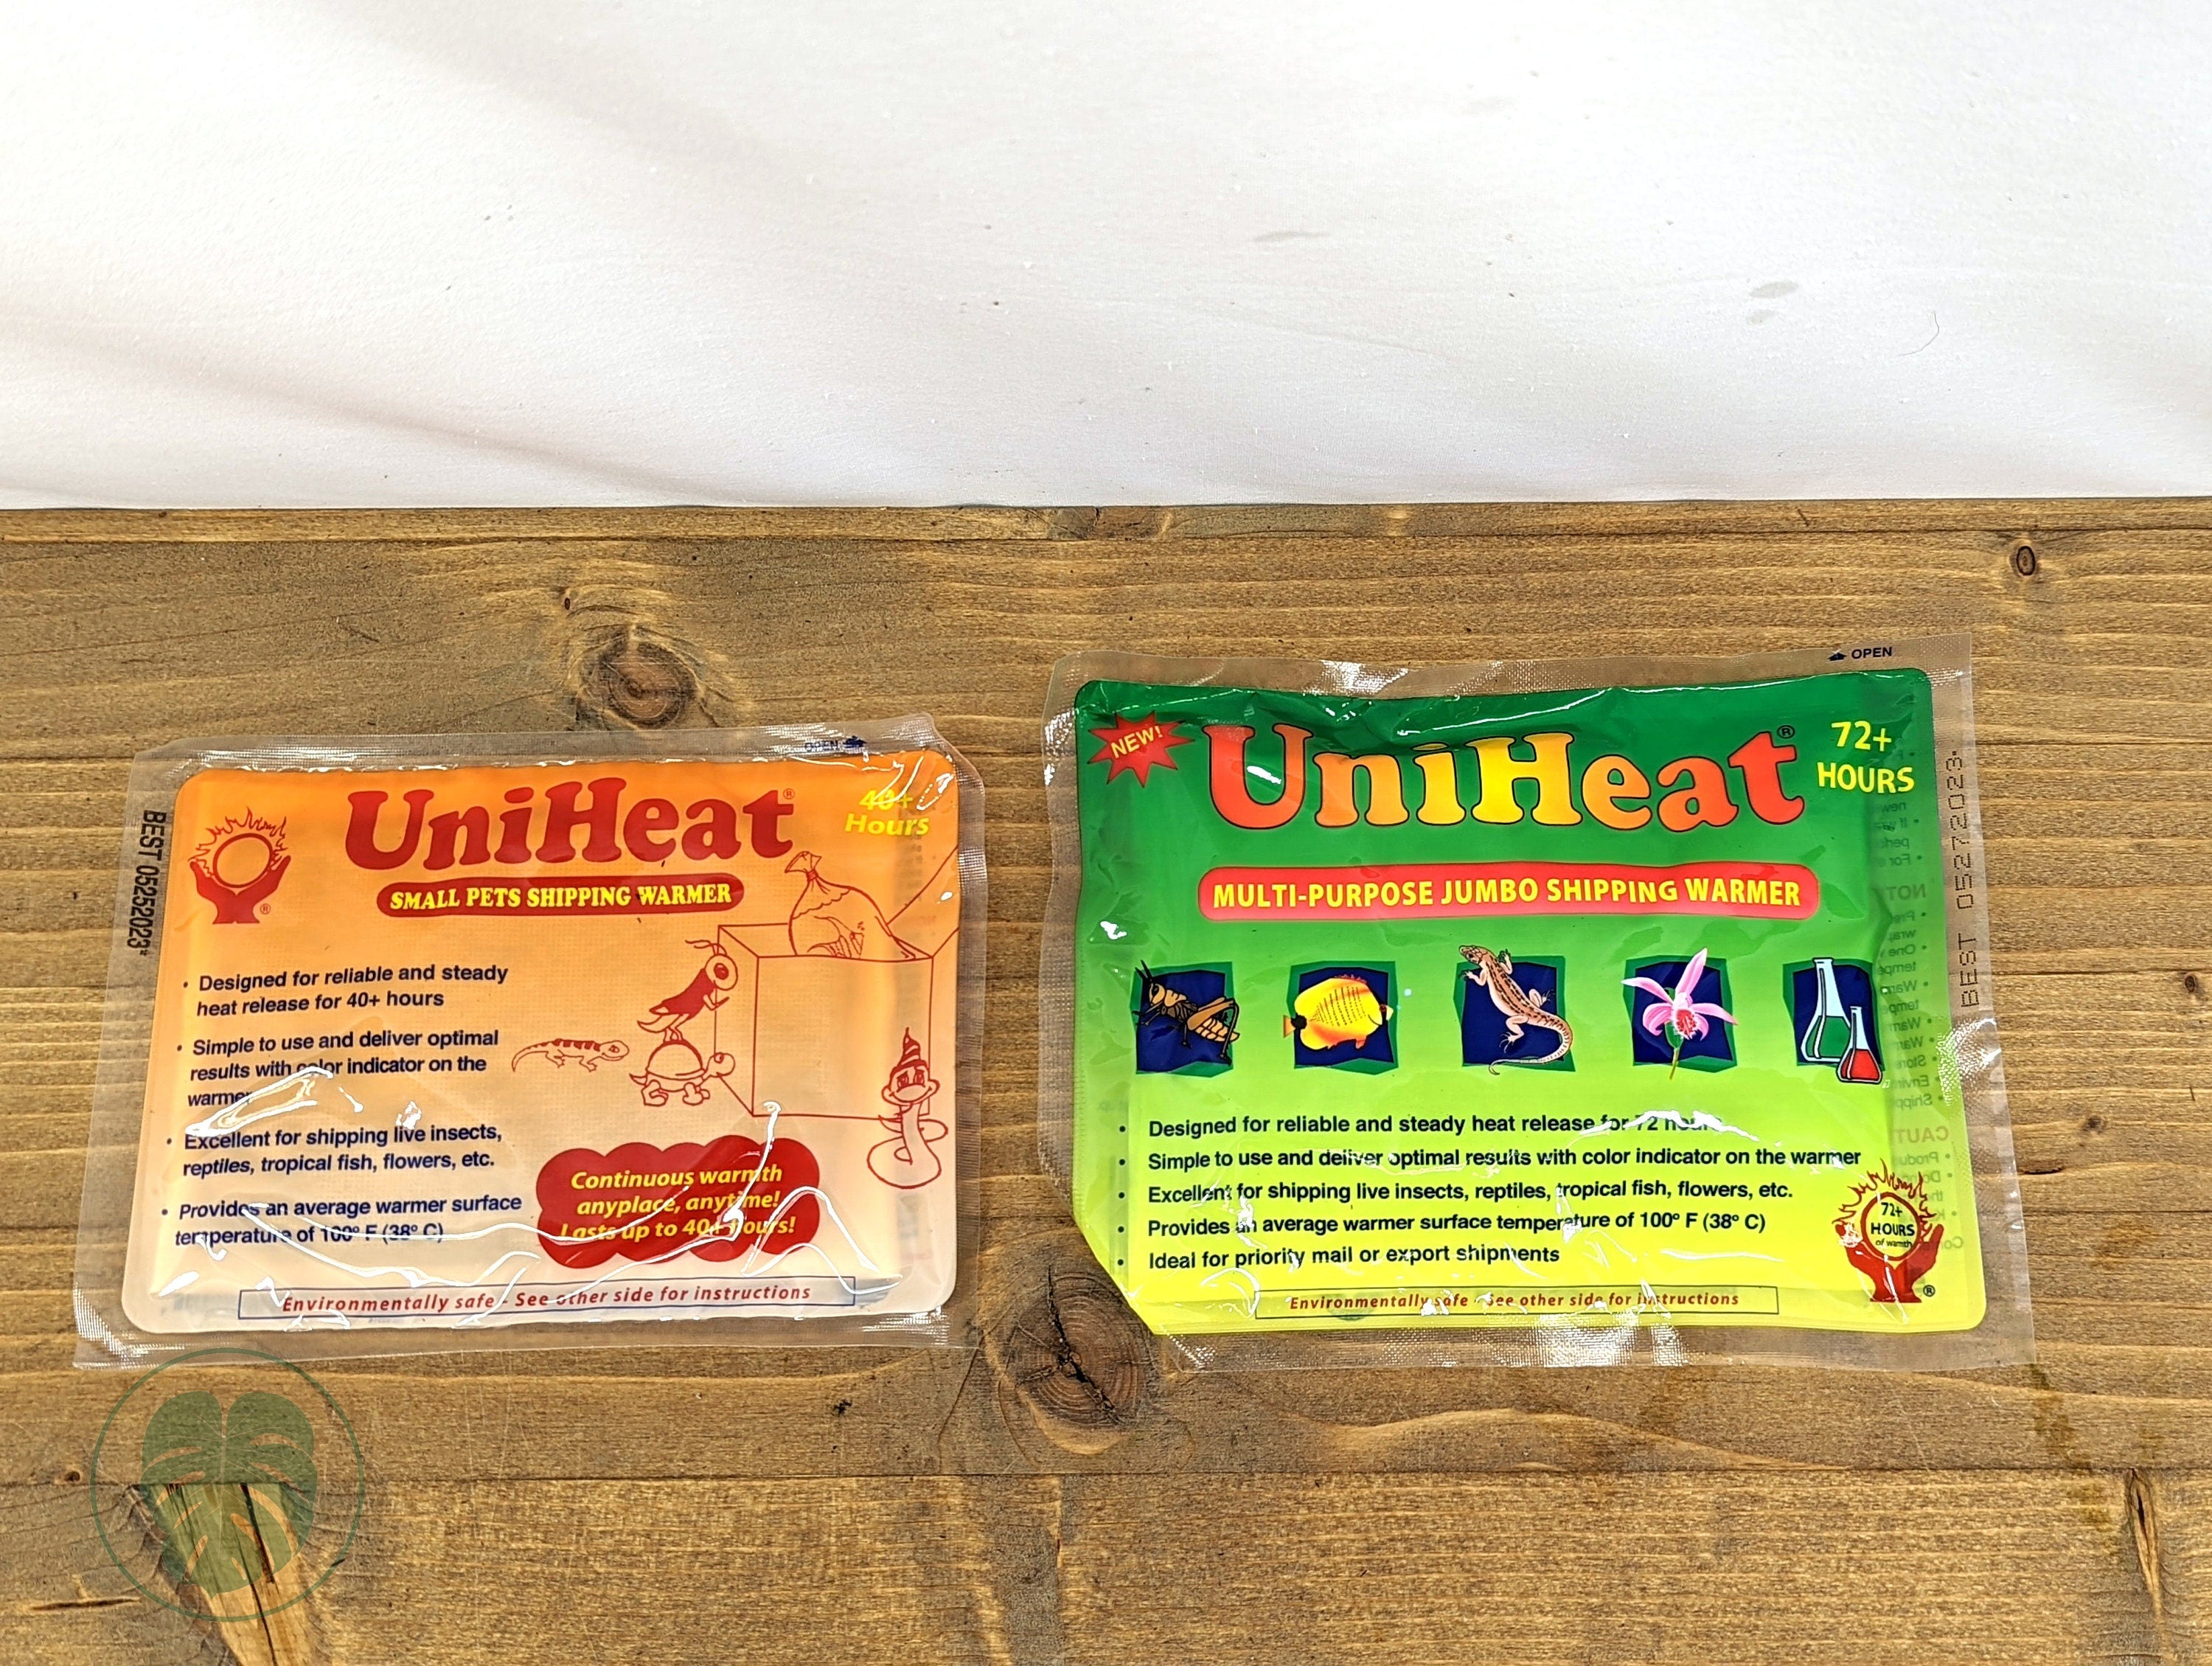 OPEN
UniHeat®
40+
Hours
SMALL PETS SHIPPING WARMER
BEST 05252023*
®
• Designed for reliable and steady
heat release for 40+ hours
• Simple to use and deliver optimal
results with color indicator on the
warmer
• Excellent for shipping live insects,
reptiles, tropical fish, flowers, etc.
• Provides an average warmer surface
temperature of 100° F (38° C)
Continuous warmth
anyplace, anytime!
Lasts up to 40+ hours!
Environmentally safe - See other side for instructions
OPEN
NEW!
UniHeat®
72+
HOURS
MULTI-PURPOSE JUMBO SHIPPING WARMER
BEST 05272023*
• Designed for reliable and steady heat release for 72 hours
• Simple to use and deliver optimal results with color indicator on the warmer
• Excellent for shipping live insects, reptiles, tropical fish, flowers, etc.
• Provides an average warmer surface temperature of 100° F (38° C)
• Ideal for priority mail or export shipments
72+
HOURS
of warmth
®
Environmentally safe - See other side for instructions